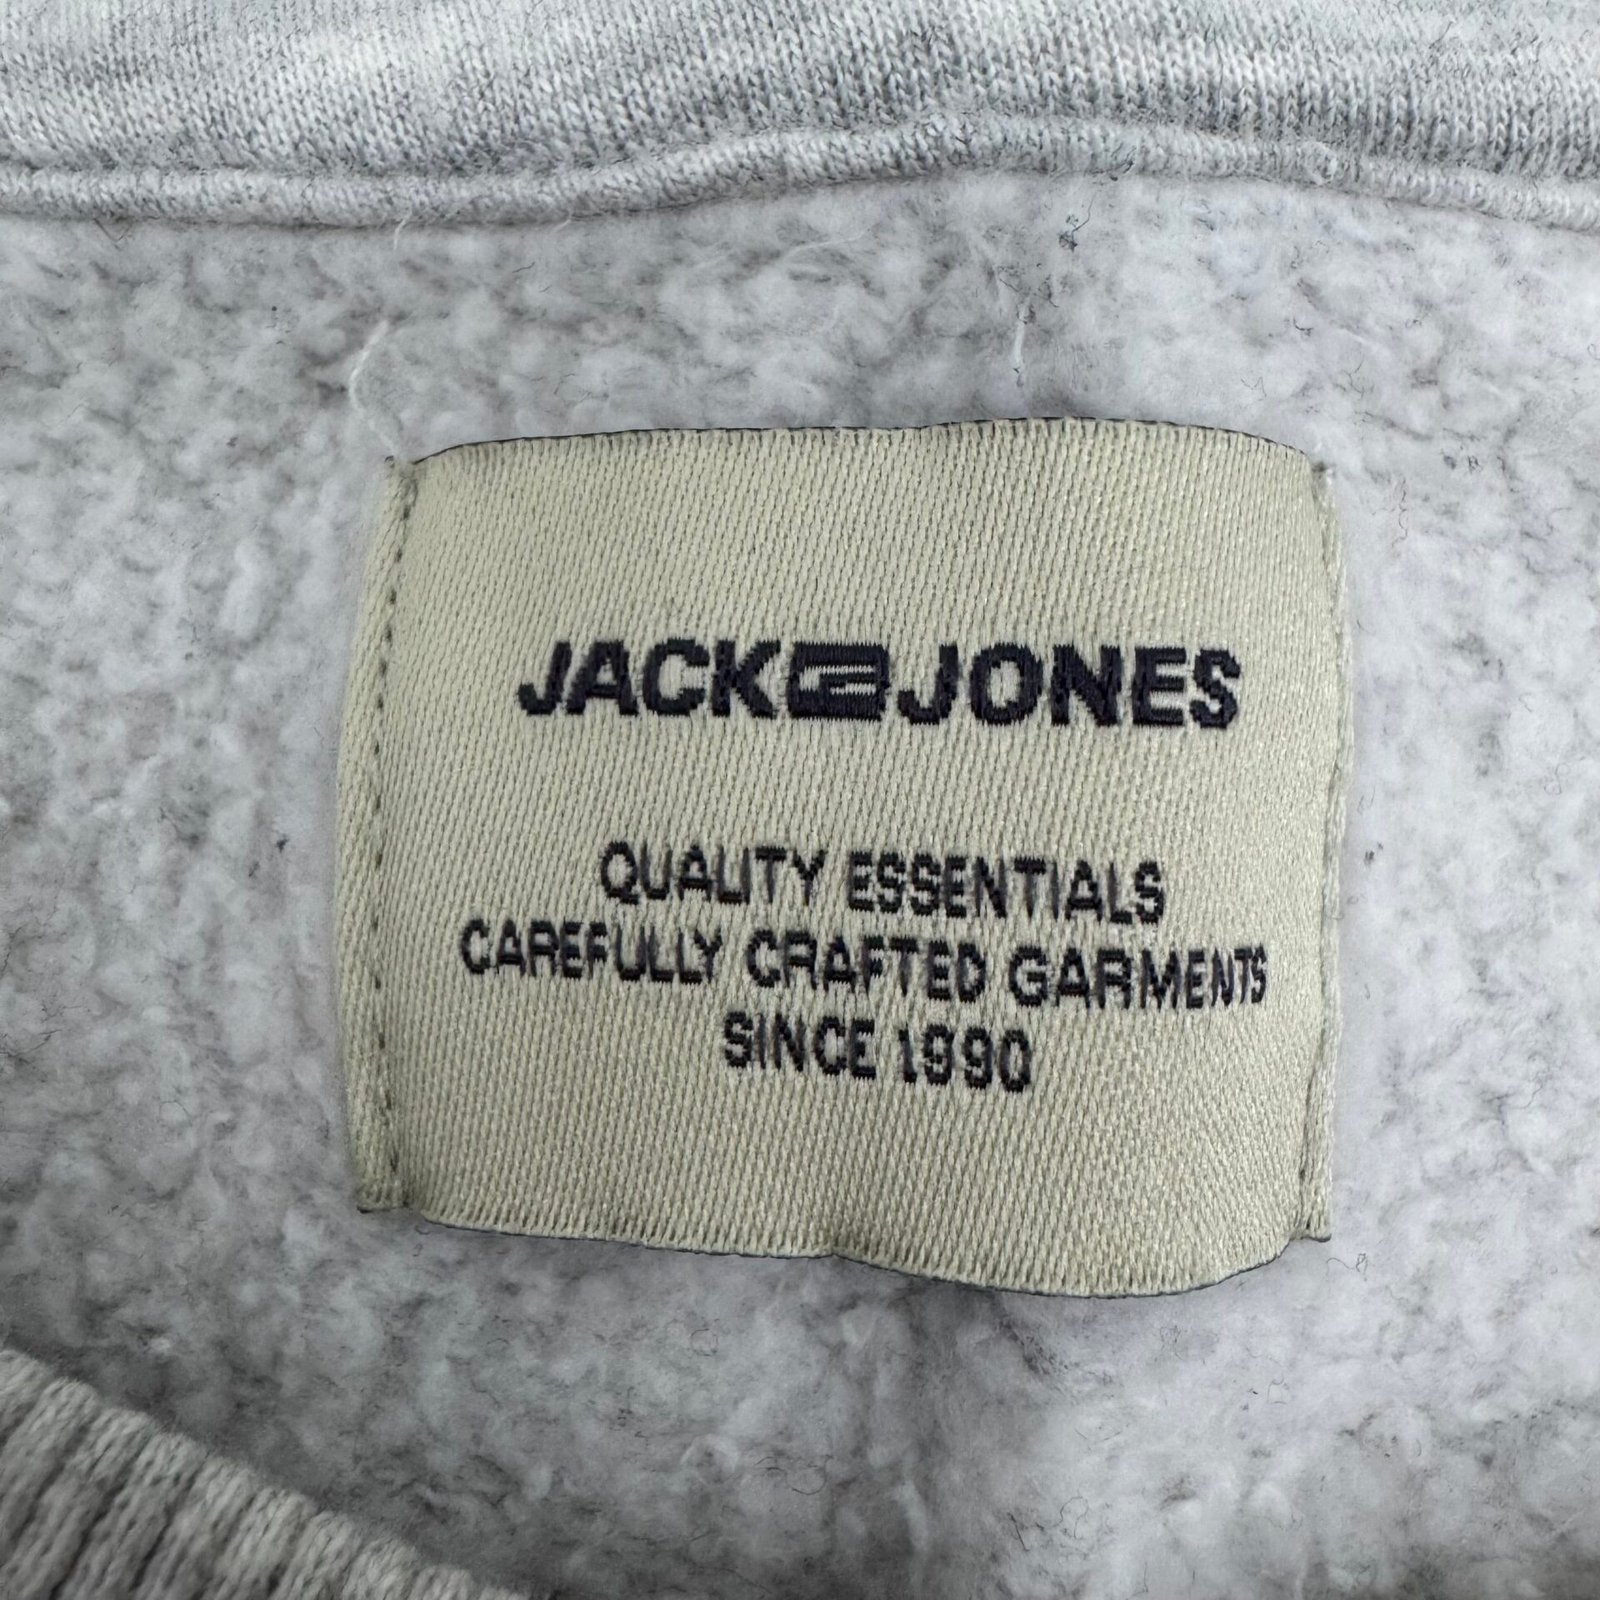 JACK&JONES
QUALITY ESSENTIALS
CAREFULLY CRAFTED GARMENTS
SINCE 1990